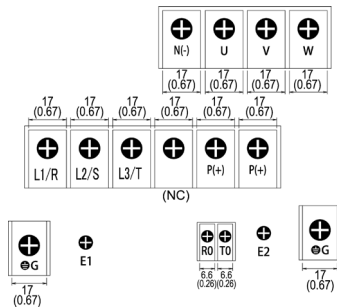 N(-) U V W
17 17 17 17
(0.67) (0.67) (0.67) (0.67)
17 17 17 17 17 17
(0.67) (0.67) (0.67) (0.67) (0.67) (0.67)
L1/R L2/S L3/T P(+) P(+)
(NC)
G E1 R0 T0 E2 G
17 6.6 6.6 17
(0.67) (0.26) (0.26) (0.67)